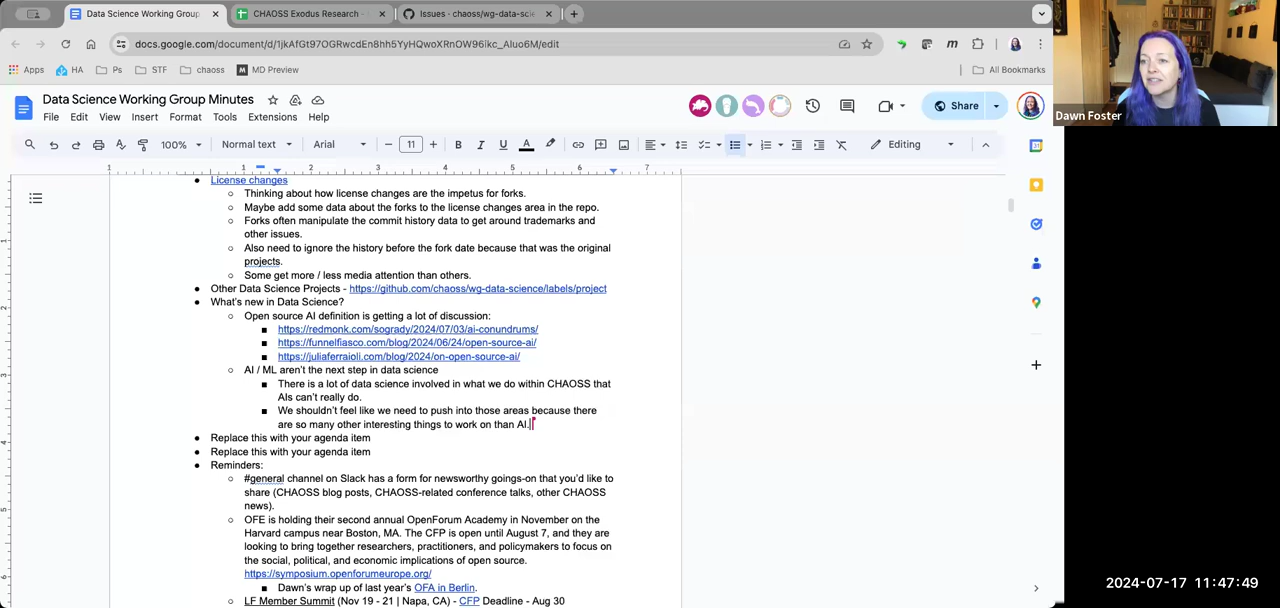 Data Science Working Group
CHAOSS Exodus Research -
Issues · chaoss/wg-data-scie
docs.google.com/document/d/1jkAfGt97OGRwcdEn8hh5YyHQwoXRnOW96ikc_AIuo6M/edit
Apps
HA
Ps
STF
chaoss
MD Preview
All Bookmarks
Data Science Working Group Minutes
File Edit View Insert Format Tools Extensions Help
Share
100%
Normal text
Arial
11
Editing
License changes
Thinking about how license changes are the impetus for forks.
Maybe add some data about the forks to the license changes area in the repo.
Forks often manipulate the commit history data to get around trademarks and
other issues.
Also need to ignore the history before the fork date because that was the original
projects.
Some get more / less media attention than others.
Other Data Science Projects - https://github.com/chaoss/wg-data-science/labels/project
What's new in Data Science?
Open source AI definition is getting a lot of discussion:
https://redmonk.com/sogrady/2024/07/03/ai-conundrums/
https://funnelfiasco.com/blog/2024/06/24/open-source-ai/
https://juliaferraioli.com/blog/2024/on-open-source-ai/
AI / ML aren't the next step in data science
There is a lot of data science involved in what we do within CHAOSS that
AIs can't really do.
We shouldn't feel like we need to push into those areas because there
are so many other interesting things to work on than AI.
Replace this with your agenda item
Replace this with your agenda item
Reminders:
#general channel on Slack has a form for newsworthy goings-on that you'd like to
share (CHAOSS blog posts, CHAOSS-related conference talks, other CHAOSS
news).
OFE is holding their second annual OpenForum Academy in November on the
Harvard campus near Boston, MA. The CFP is open until August 7, and they are
looking to bring together researchers, practitioners, and policymakers to focus on
the social, political, and economic implications of open source.
https://symposium.openforumeurope.org/
Dawn's wrap up of last year's OFA in Berlin.
LF Member Summit (Nov 19 - 21 | Napa, CA) - CFP Deadline - Aug 30
Dawn Foster
2024-07-17 11:47:49